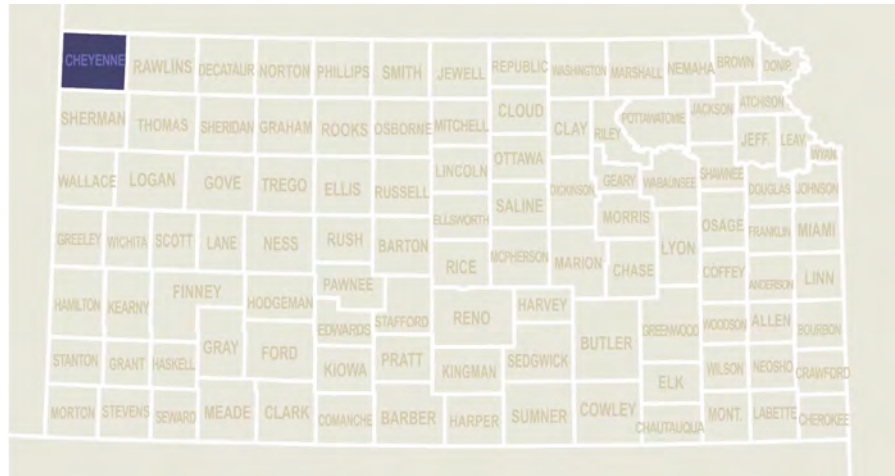 CHEYENNE RAWLINS DECATAUR NORTON PHILLIPS SMITH JEWELL REPUBLIC WASHINGTON MARSHALL NEMAHA BROWN DONIP.
SHERMAN THOMAS SHERIDAN GRAHAM ROOKS OSBORNE MITCHELL CLOUD CLAY RILEY POTTAWATOMIE JACKSON ATCHISON
JEFF. LEAV. WYAN.
WALLACE LOGAN GOVE TREGO ELLIS RUSSELL LINCOLN OTTAWA DICKINSON GEARY WABAUNSEE SHAWNEE DOUGLAS JOHNSON
ELLSWORTH SALINE MORRIS
GREELEY WICHITA SCOTT LANE NESS RUSH BARTON RICE MCPHERSON MARION CHASE LYON OSAGE FRANKLIN MIAMI
HAMILTON KEARNY FINNEY HODGEMAN PAWNEE COFFEY ANDERSON LINN
EDWARDS STAFFORD RENO HARVEY BUTLER GREENWOOD WOODSON ALLEN BOURBON
STANTON GRANT HASKELL GRAY FORD KIOWA PRATT KINGMAN SEDGWICK ELK WILSON NEOSHO CRAWFORD
MORTON STEVENS SEWARD MEADE CLARK COMANCHE BARBER HARPER SUMNER COWLEY CHAUTAUQUA MONT. LABETTE CHEROKEE